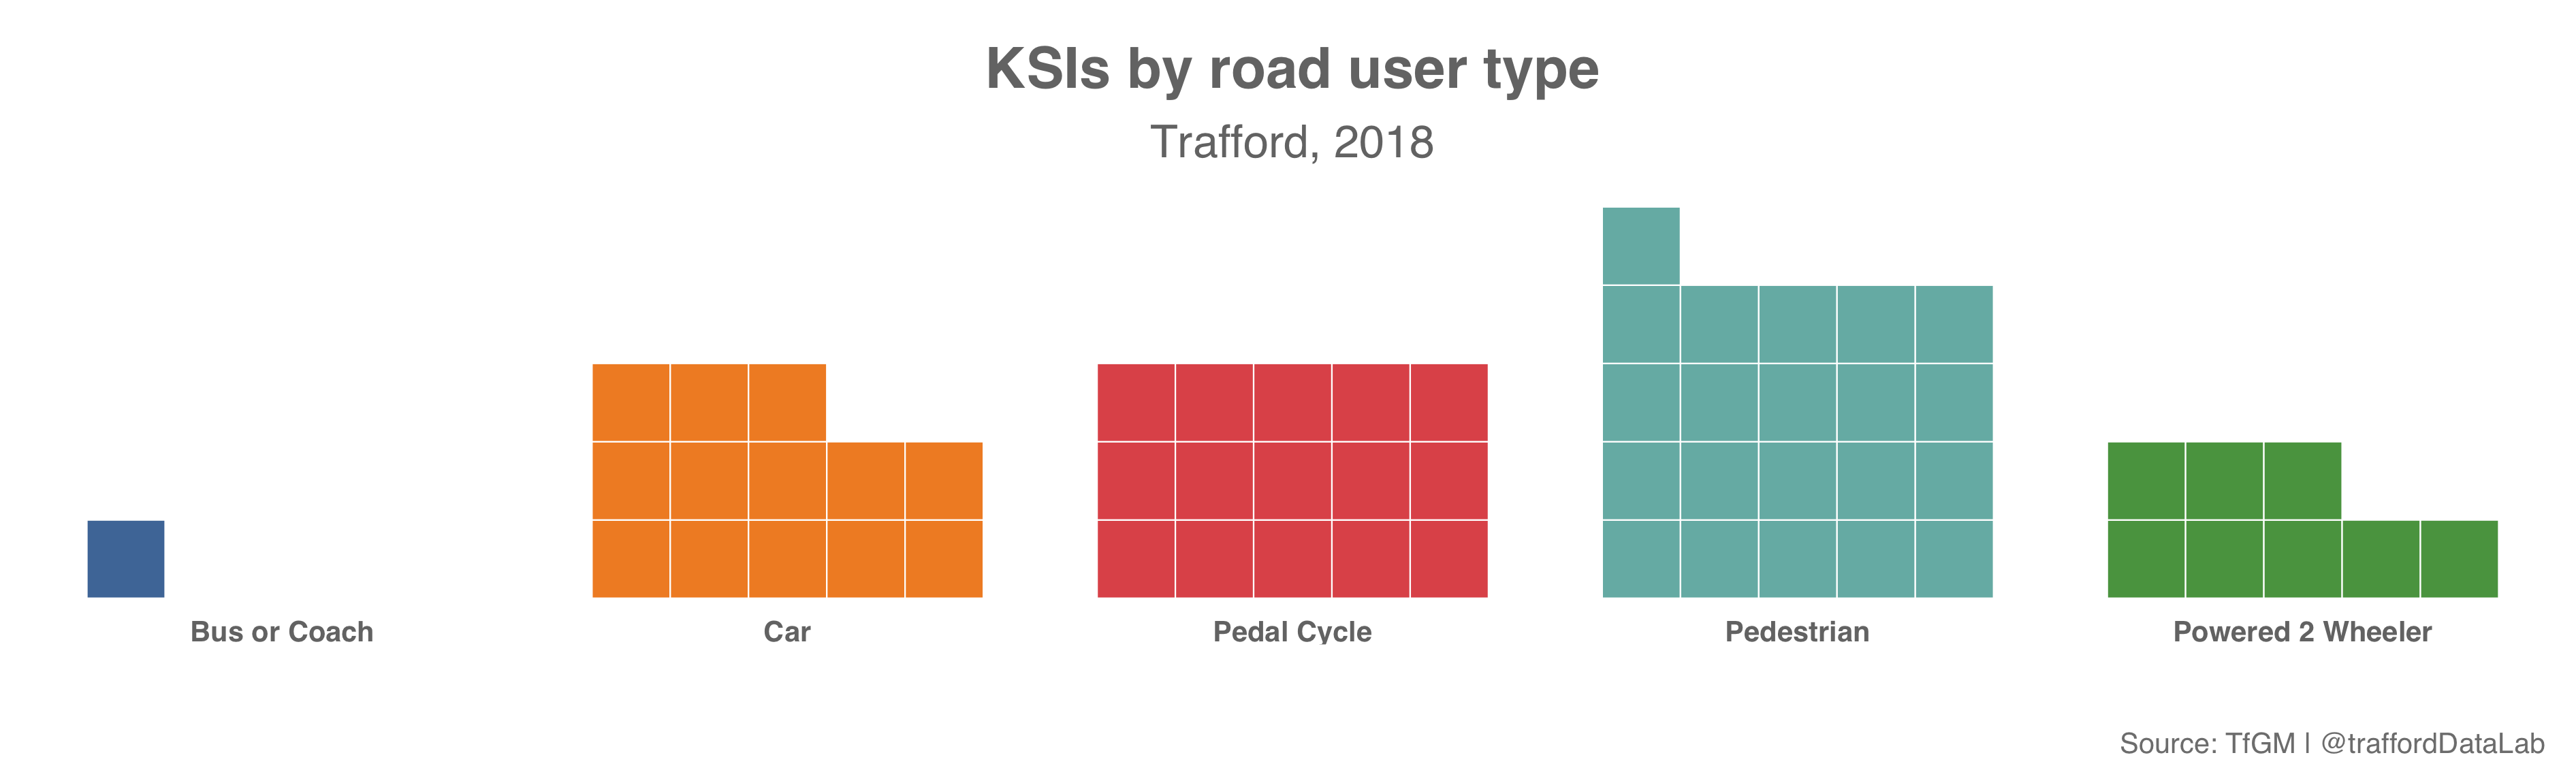 KSIs by road user type
Trafford, 2018
Bus or Coach
Car
Pedal Cycle
Pedestrian
Powered 2 Wheeler
Source: TfGM | @traffordDataLab